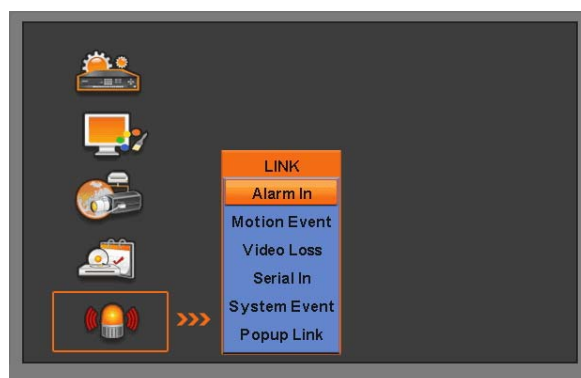 LINK
Alarm In
Motion Event
Video Loss
Serial In
System Event
Popup Link